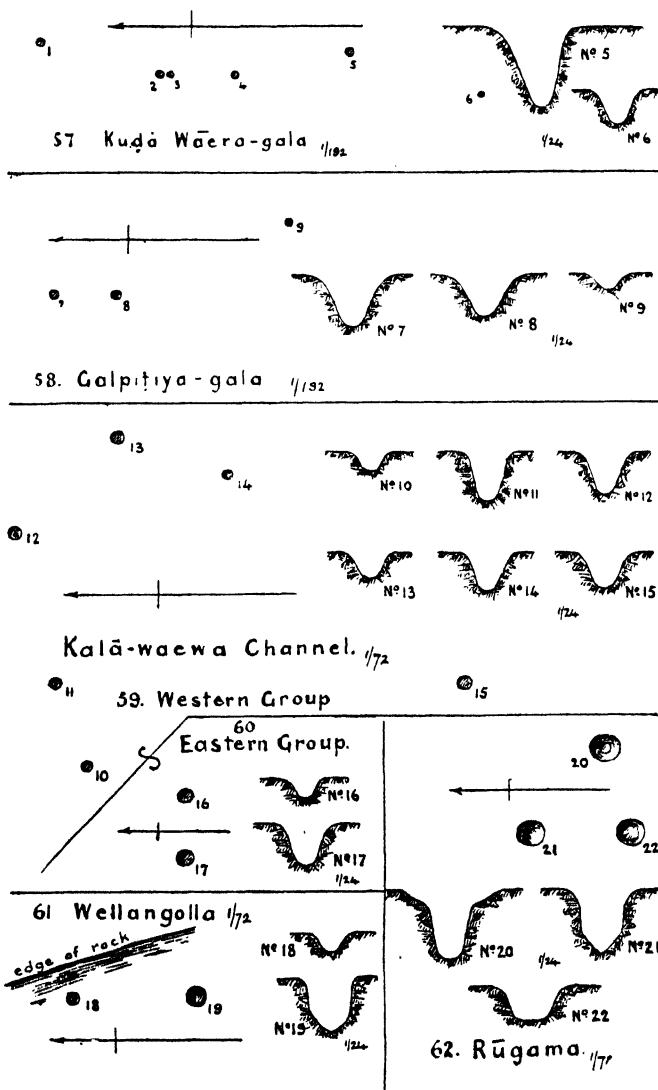 1
2 3 4 5
Nº 5
6
Nº 6
1/24
57 Kuḍā Wāera-gala 1/192
9
7 8
Nº 7 Nº 8 Nº 9
1/24
58. Galpiṭiya-gala 1/192
13
14
Nº 10 Nº 11 Nº 12
12
Nº 13 Nº 14 Nº 15
1/24
Kalā-waewa Channel. 1/72
11 15
59. Western Group
60
Eastern Group.
10
16 Nº 16
17 Nº 17
1/24
20
21 22
61 Wellangolla 1/72
edge of rock
18 19
Nº 18
Nº 19
1/24
Nº 20 Nº 21
1/24
Nº 22
62. Rūgama.